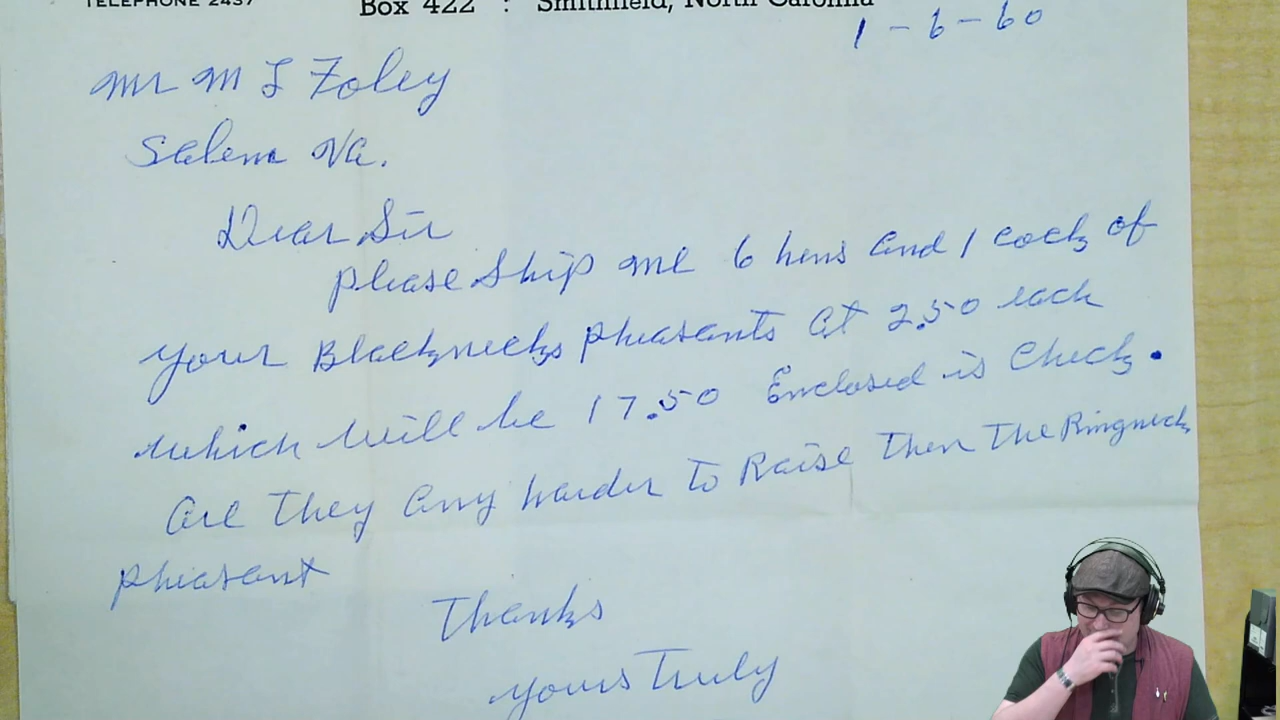 TELEPHONE 2437
Box 422 : Smithfield, North Carolina
1-6-60
Mr M L Foley
Salem Va.
Dear Sir
please ship me 6 hens and 1 cock of
your Blacknecks pheasants at 2.50 each
which will be 17.50 Enclosed is Check.
are they any harder to Raise then the Ringneck
pheasant
Thanks
yours Truly